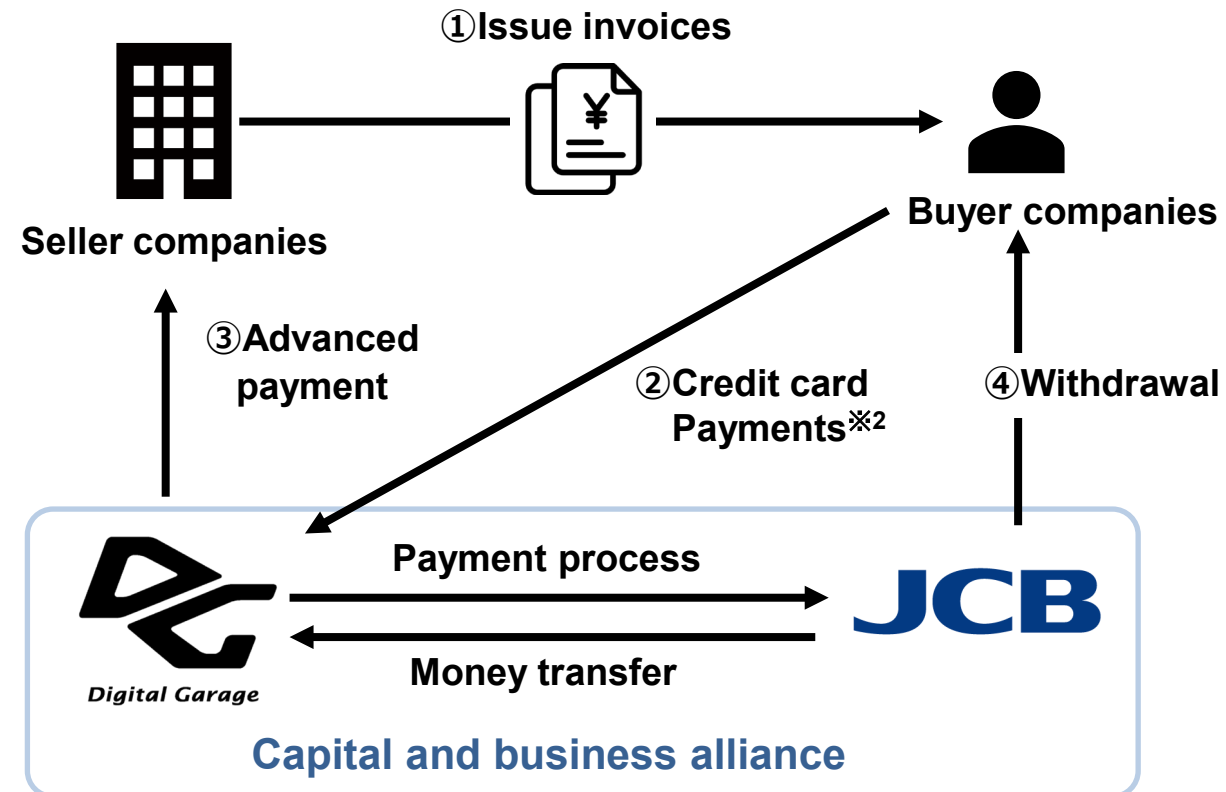 ①Issue invoices
¥
Seller companies
Buyer companies
③Advanced
payment
②Credit card
Payments※2
④Withdrawal
Payment process
JCB
Money transfer
DG
Digital Garage
Capital and business alliance